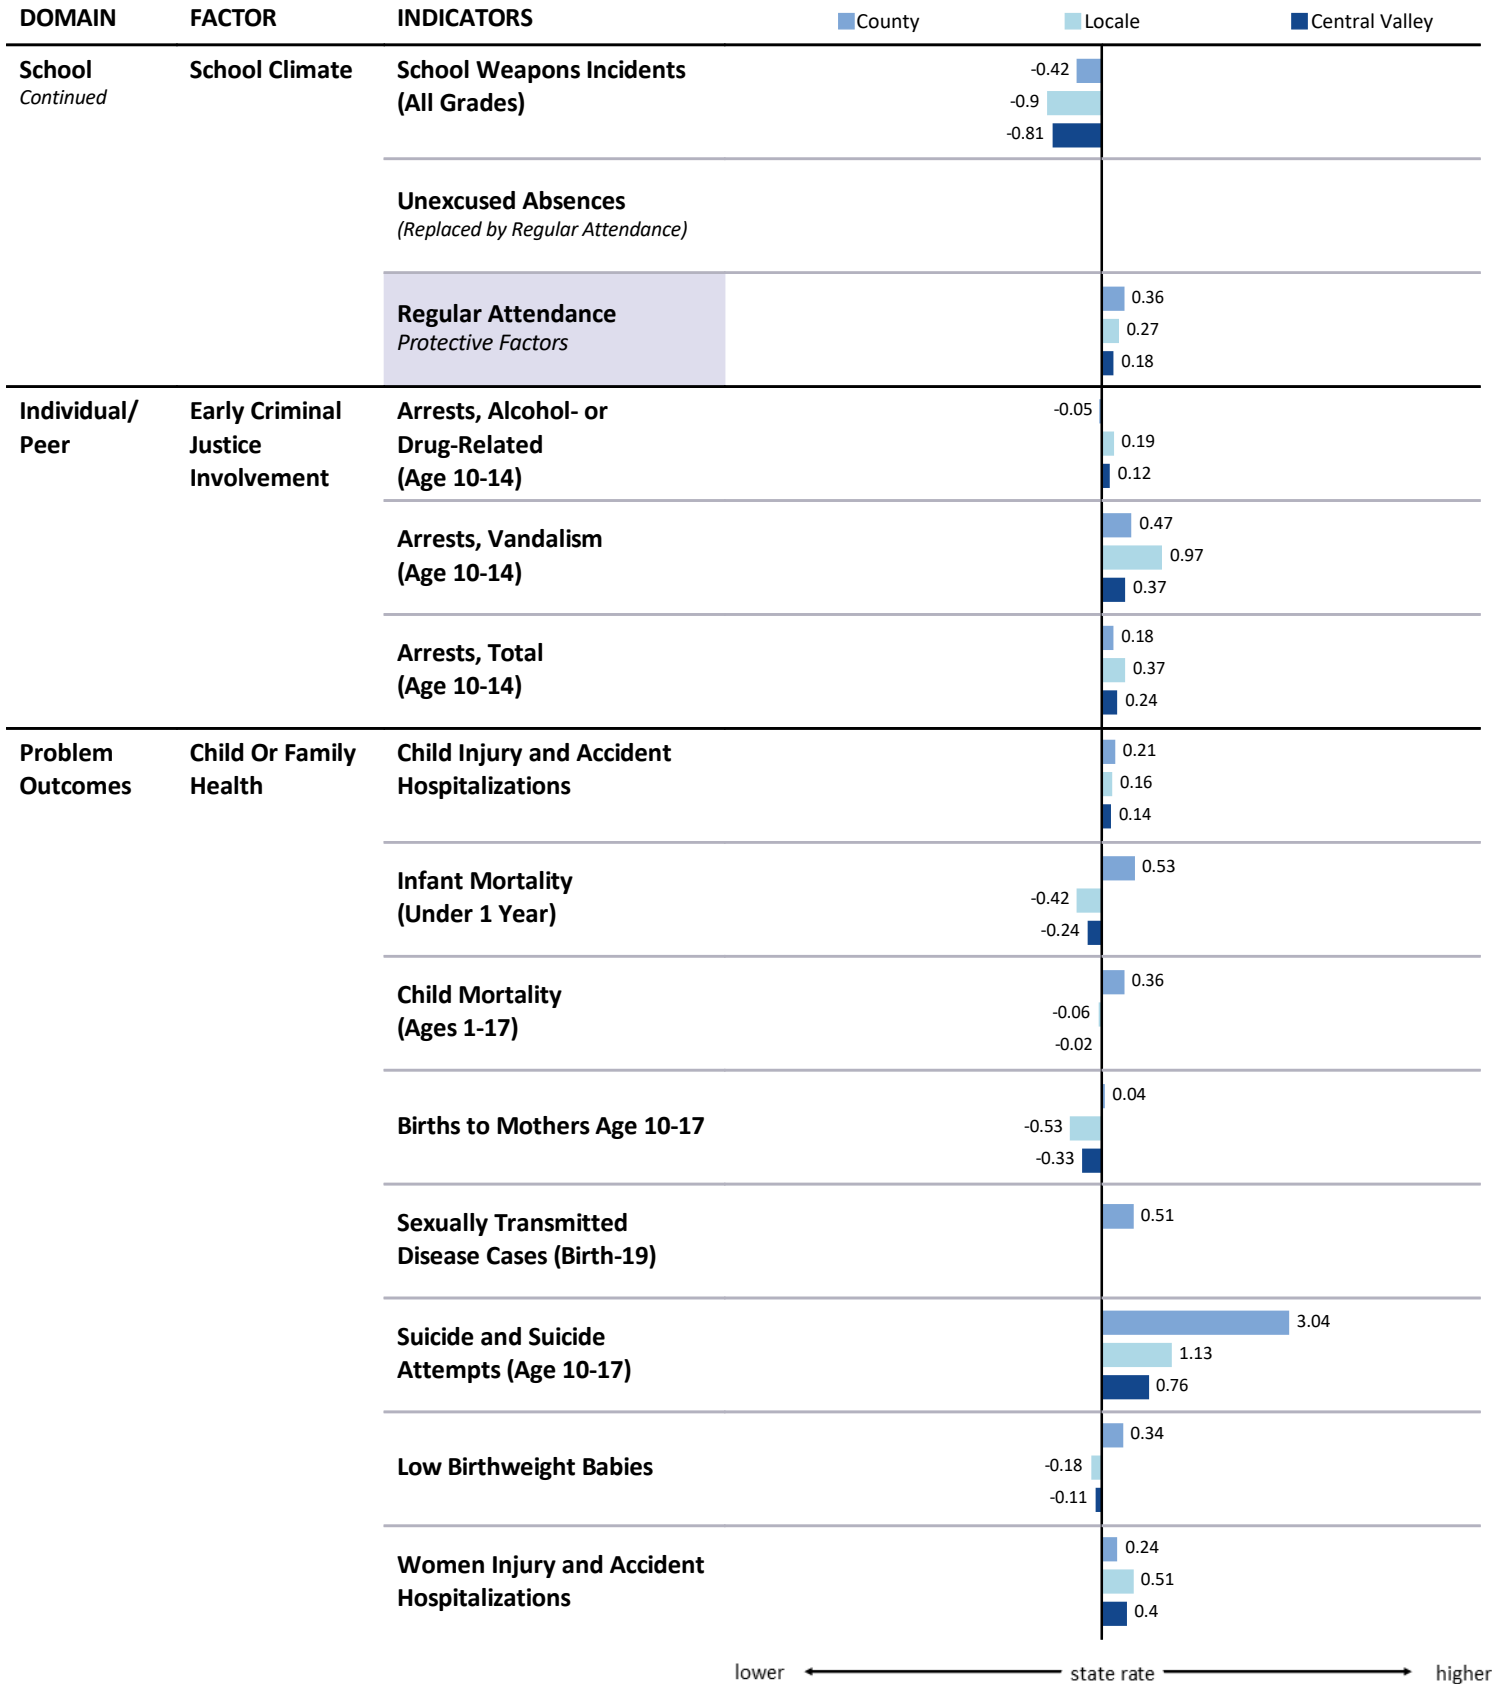 DOMAIN FACTOR INDICATORS County Locale Central Valley
School School Climate School Weapons Incidents -0.42
Continued (All Grades) -0.9
-0.81
Unexcused Absences
(Replaced by Regular Attendance)
Regular Attendance 0.36
Protective Factors 0.27
0.18
Individual/ Early Criminal Arrests, Alcohol- or -0.05
Peer Justice Drug-Related 0.19
Involvement (Age 10-14) 0.12
Arrests, Vandalism 0.47
(Age 10-14) 0.97
0.37
Arrests, Total 0.18
(Age 10-14) 0.37
0.24
Problem Child Or Family Child Injury and Accident 0.21
Outcomes Health Hospitalizations 0.16
0.14
Infant Mortality 0.53
(Under 1 Year) -0.42
-0.24
Child Mortality 0.36
(Ages 1-17) -0.06
-0.02
0.04
Births to Mothers Age 10-17 -0.53
-0.33
Sexually Transmitted 0.51
Disease Cases (Birth-19)
Suicide and Suicide 3.04
Attempts (Age 10-17) 1.13
0.76
0.34
Low Birthweight Babies -0.18
-0.11
Women Injury and Accident 0.24
Hospitalizations 0.51
0.4
lower state rate higher